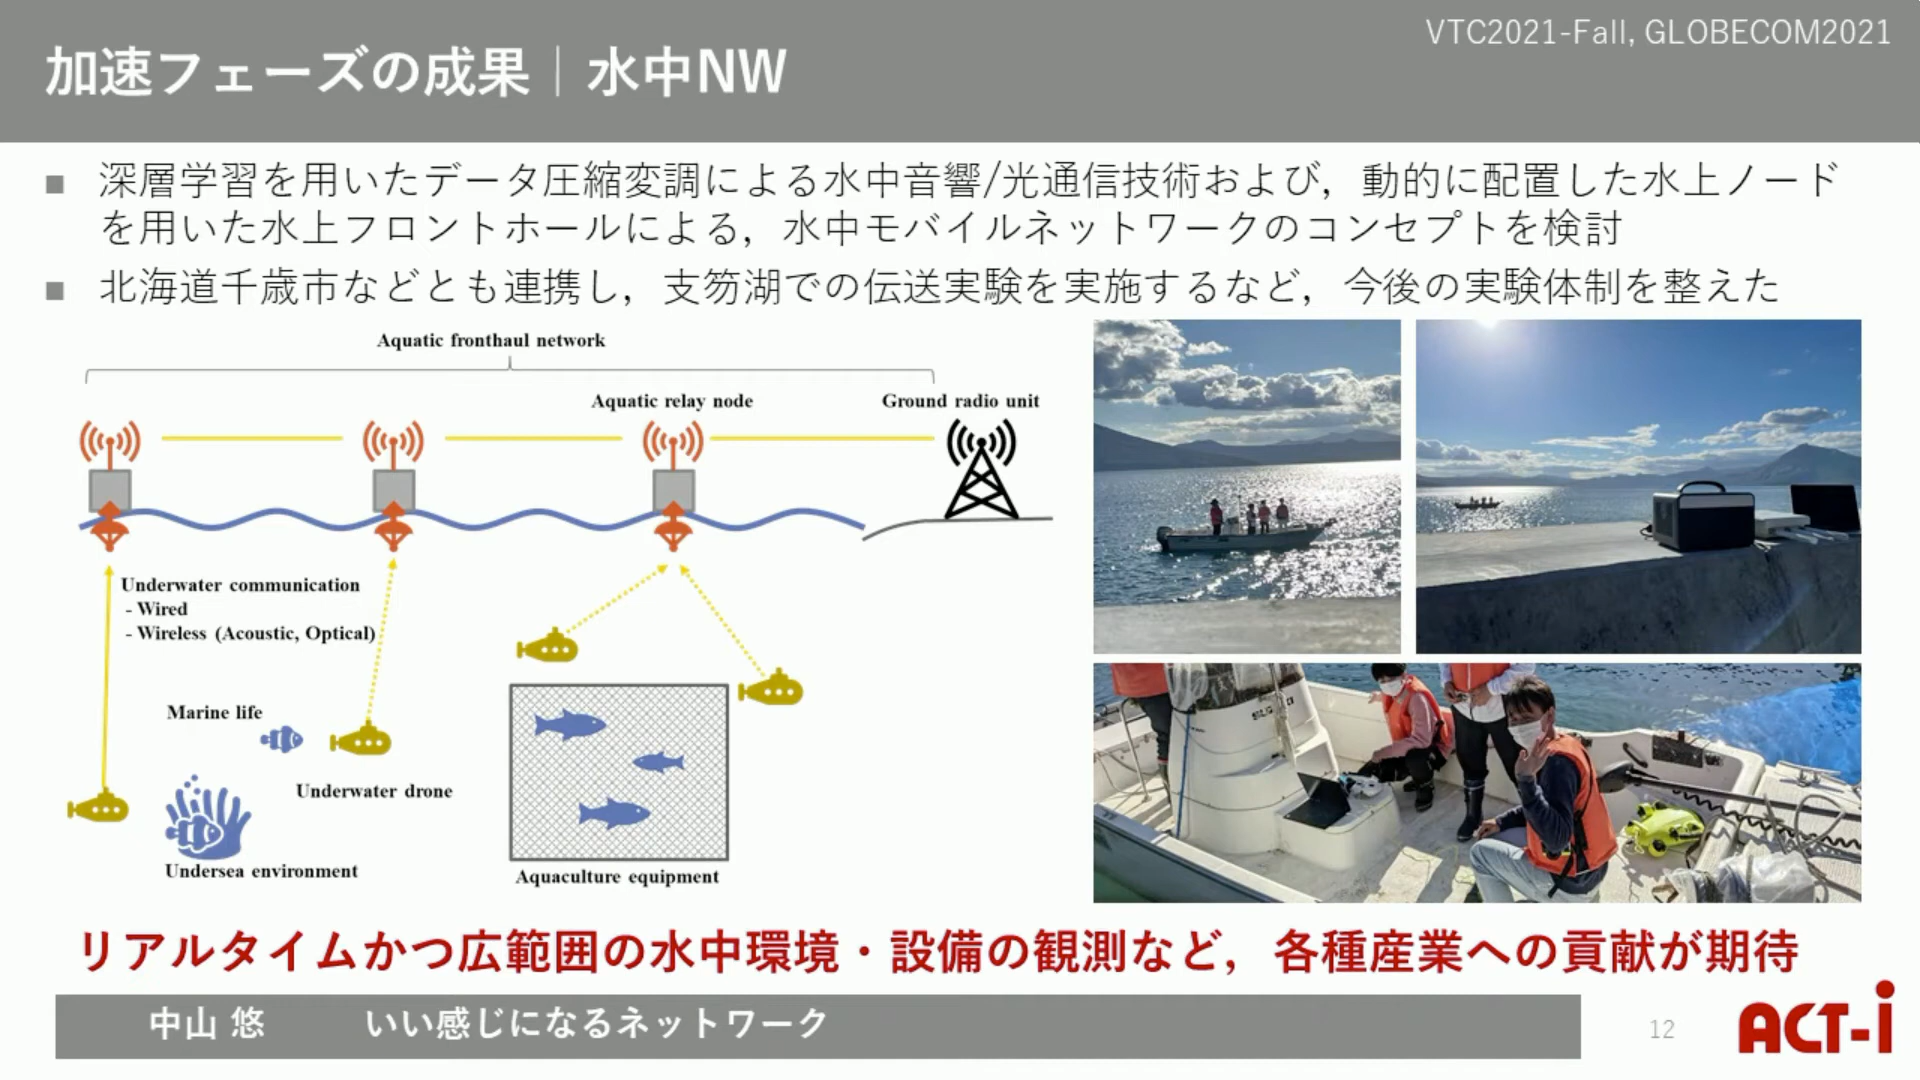 VTC2021-Fall, GLOBECOM2021
加速フェーズの成果｜水中NW
■ 深層学習を用いたデータ圧縮変調による水中音響/光通信技術および，動的に配置した水上ノード
を用いた水上フロントホールによる，水中モバイルネットワークのコンセプトを検討
■ 北海道千歳市などとも連携し，支笏湖での伝送実験を実施するなど，今後の実験体制を整えた
Aquatic fronthaul network
Aquatic relay node
Ground radio unit
Underwater communication
- Wired
- Wireless (Acoustic, Optical)
Marine life
Underwater drone
Undersea environment
Aquaculture equipment
リアルタイムかつ広範囲の水中環境・設備の観測など，各種産業への貢献が期待
中山 悠 いい感じになるネットワーク
12
ACT-i